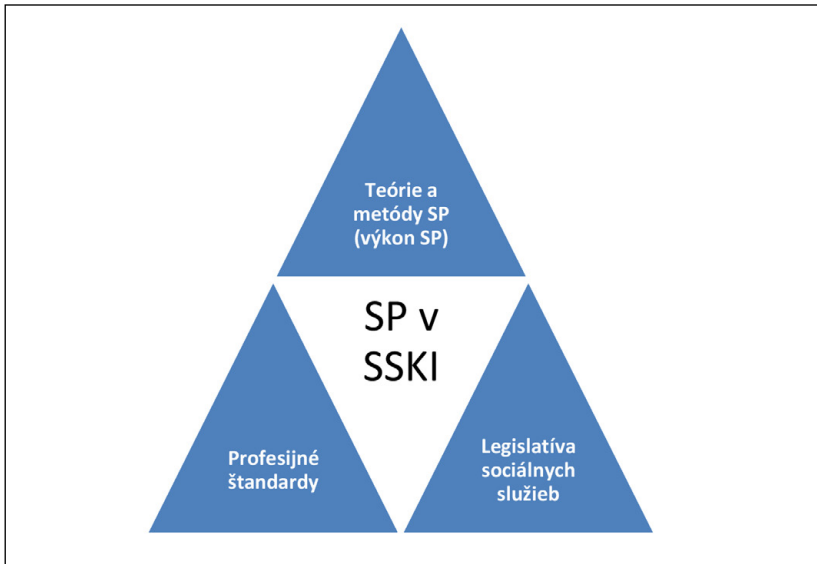 Teórie a
metódy SP
(výkon SP)
SP v
SSKI
Profesijné
štandardy
Legislatíva
sociálnych
služieb